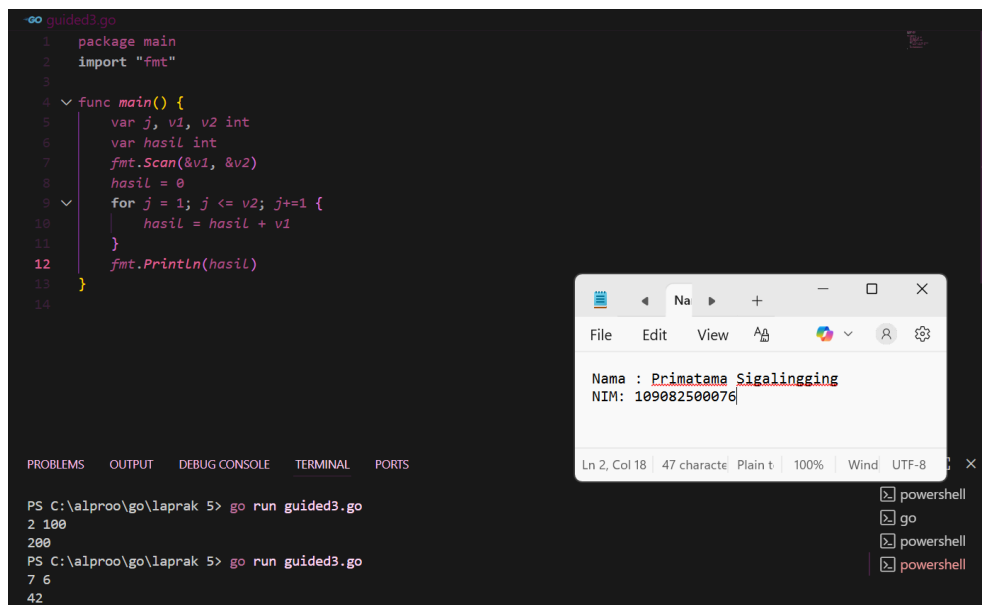 GO guided3.go
1 package main
2 import "fmt"
3
4 func main() {
5 var j, v1, v2 int
6 var hasil int
7 fmt.Scan(&v1, &v2)
8 hasil = 0
9 for j = 1; j <= v2; j+=1 {
10 hasil = hasil + v1
11 }
12 fmt.Println(hasil)
13 }
14
Na
File Edit View
Nama : Primatama Sigalingging
NIM: 109082500076
Ln 2, Col 18 47 characte Plain t 100% Wind UTF-8
PROBLEMS OUTPUT DEBUG CONSOLE TERMINAL PORTS
PS C:\alproo\go\laprak 5> go run guided3.go
2 100
200
PS C:\alproo\go\laprak 5> go run guided3.go
7 6
42
powershell
go
powershell
powershell